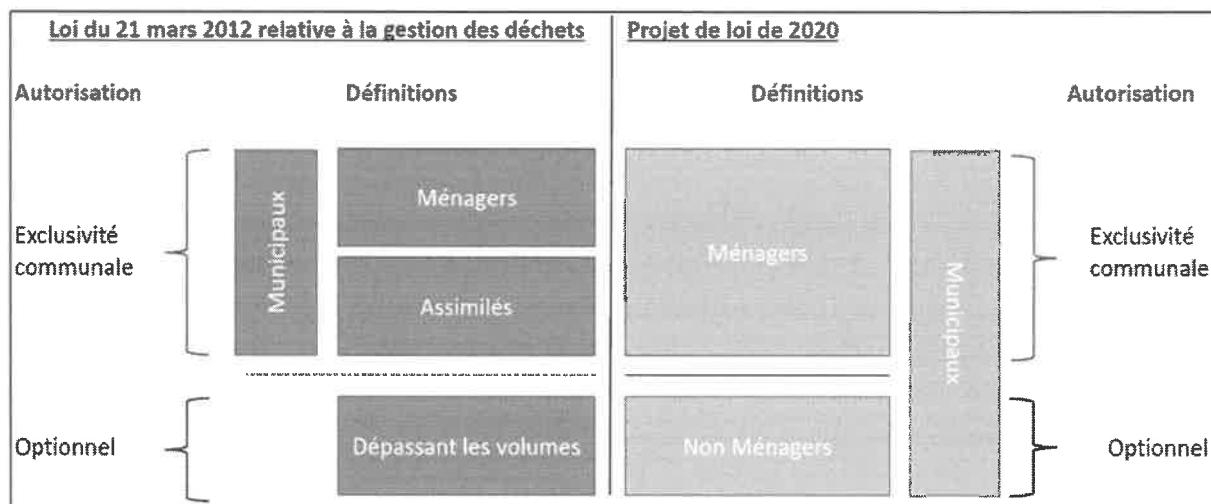 Loi du 21 mars 2012 relative à la gestion des déchets
Projet de loi de 2020
Autorisation
Définitions
Définitions
Autorisation
Exclusivité
communale
Municipaux
Ménagers
Assimilés
Ménagers
Municipaux
Exclusivité
communale
Optionnel
Dépassant les volumes
Non Ménagers
Optionnel